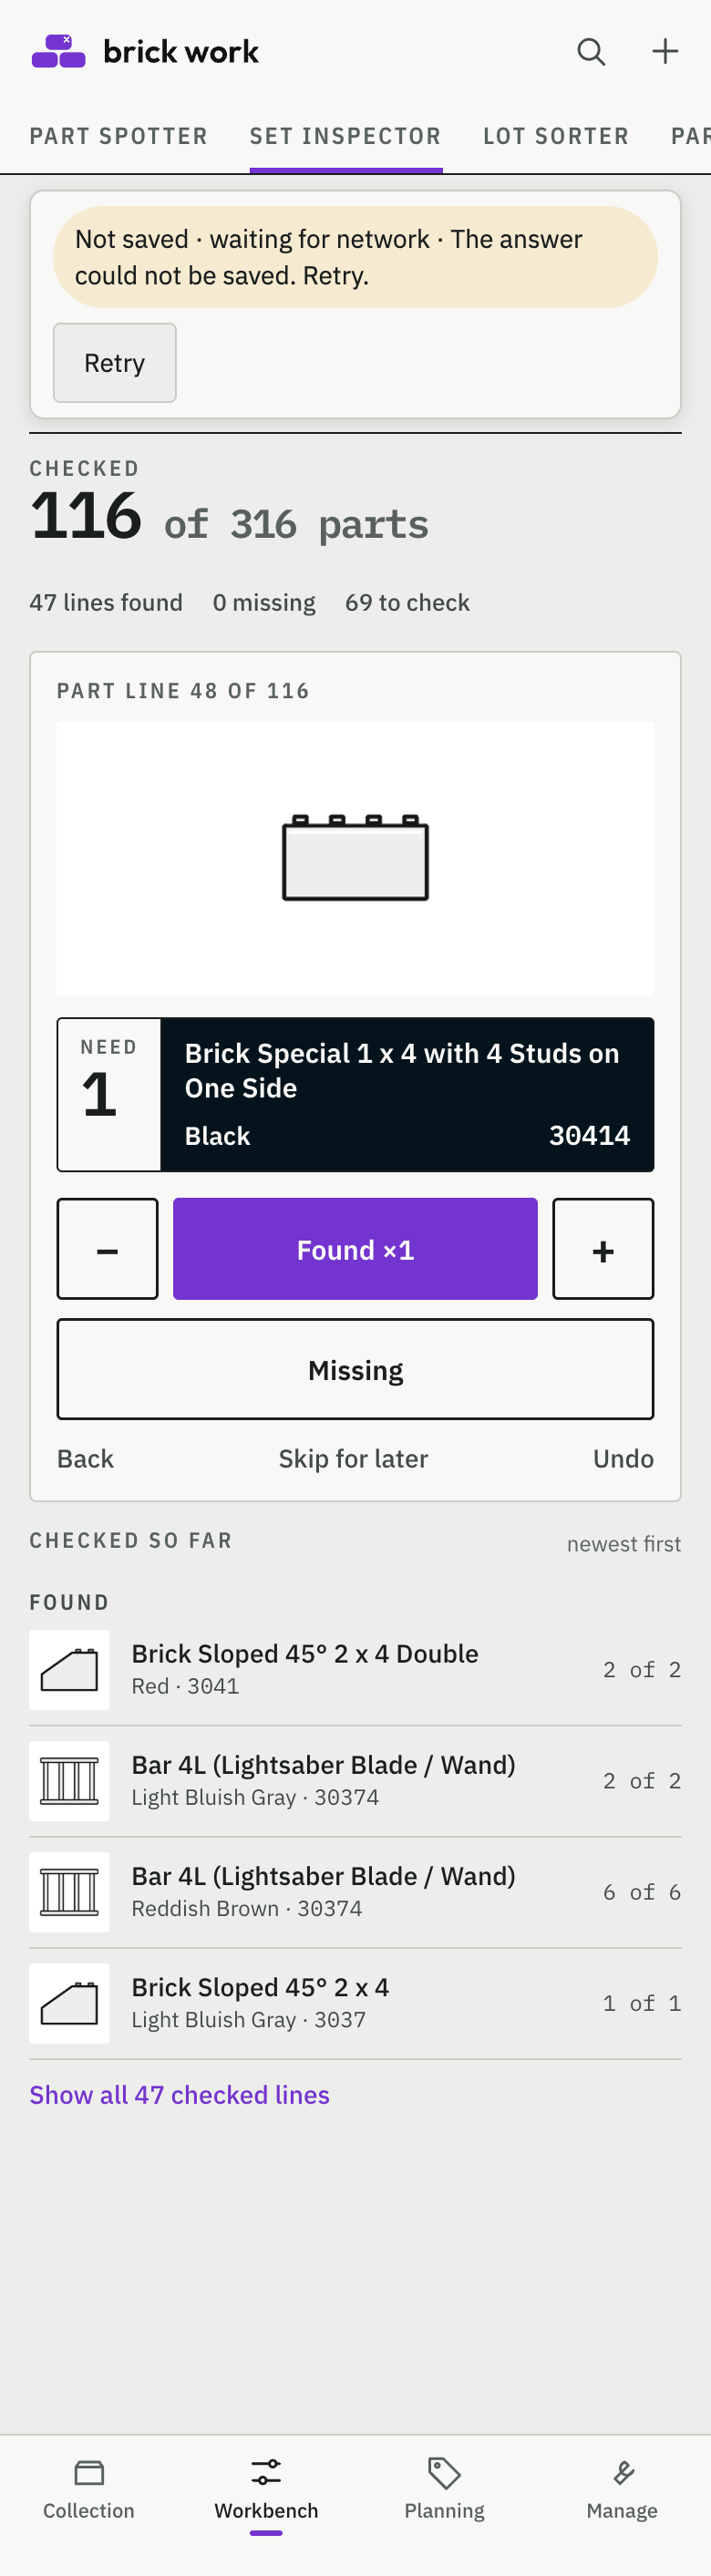 brick work
PART SPOTTER SET INSPECTOR LOT SORTER PAR
Not saved · waiting for network · The answer
could not be saved. Retry.
Retry
CHECKED
116 of 316 parts
47 lines found 0 missing 69 to check
PART LINE 48 OF 116
NEED
1
Brick Special 1 x 4 with 4 Studs on
One Side
Black 30414
− Found ×1 +
Missing
Back Skip for later Undo
CHECKED SO FAR newest first
FOUND
Brick Sloped 45° 2 x 4 Double
Red · 3041
2 of 2
Bar 4L (Lightsaber Blade / Wand)
Light Bluish Gray · 30374
2 of 2
Bar 4L (Lightsaber Blade / Wand)
Reddish Brown · 30374
6 of 6
Brick Sloped 45° 2 x 4
Light Bluish Gray · 3037
1 of 1
Show all 47 checked lines
Collection Workbench Planning Manage